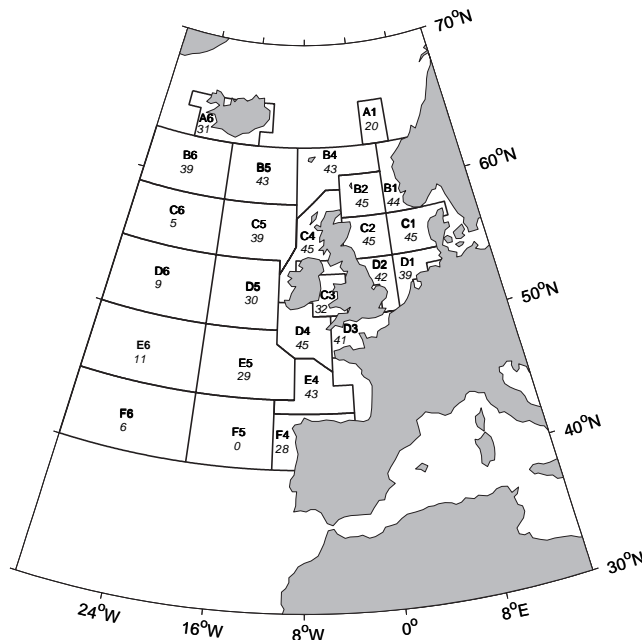 70°N
A6
31
A1
20
60°N
B6
39
B5
43
B4
43
B2
45
B1
44
C6
5
C5
39
C4
45
C2
45
C1
45
D6
9
D5
30
C3
32
D2
42
D1
39
50°N
D4
45
D3
41
E6
11
E5
29
E4
43
F6
6
F5
0
F4
28
40°N
30°N
24°W
16°W
8°W
0°
8°E